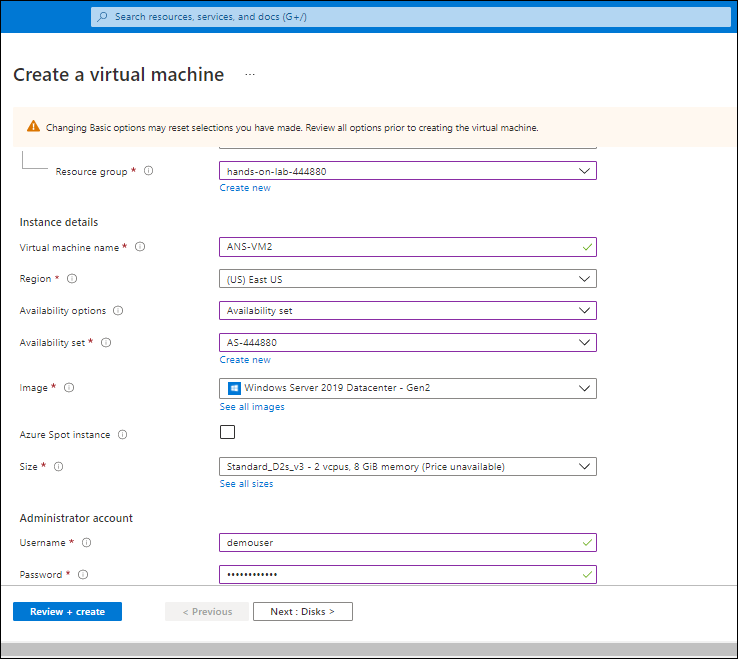 Search resources, services, and docs (G+/)
Create a virtual machine ...
Changing Basic options may reset selections you have made. Review all options prior to creating the virtual machine.
Resource group * hands-on-lab-444880
Create new
Instance details
Virtual machine name * ANS-VM2
Region * (US) East US
Availability options Availability set
Availability set * AS-444880
Create new
Image * Windows Server 2019 Datacenter - Gen2
See all images
Azure Spot instance
Size * Standard_D2s_v3 - 2 vcpus, 8 GiB memory (Price unavailable)
See all sizes
Administrator account
Username * demouser
Password * ••••••••••••
Review + create < Previous Next : Disks >